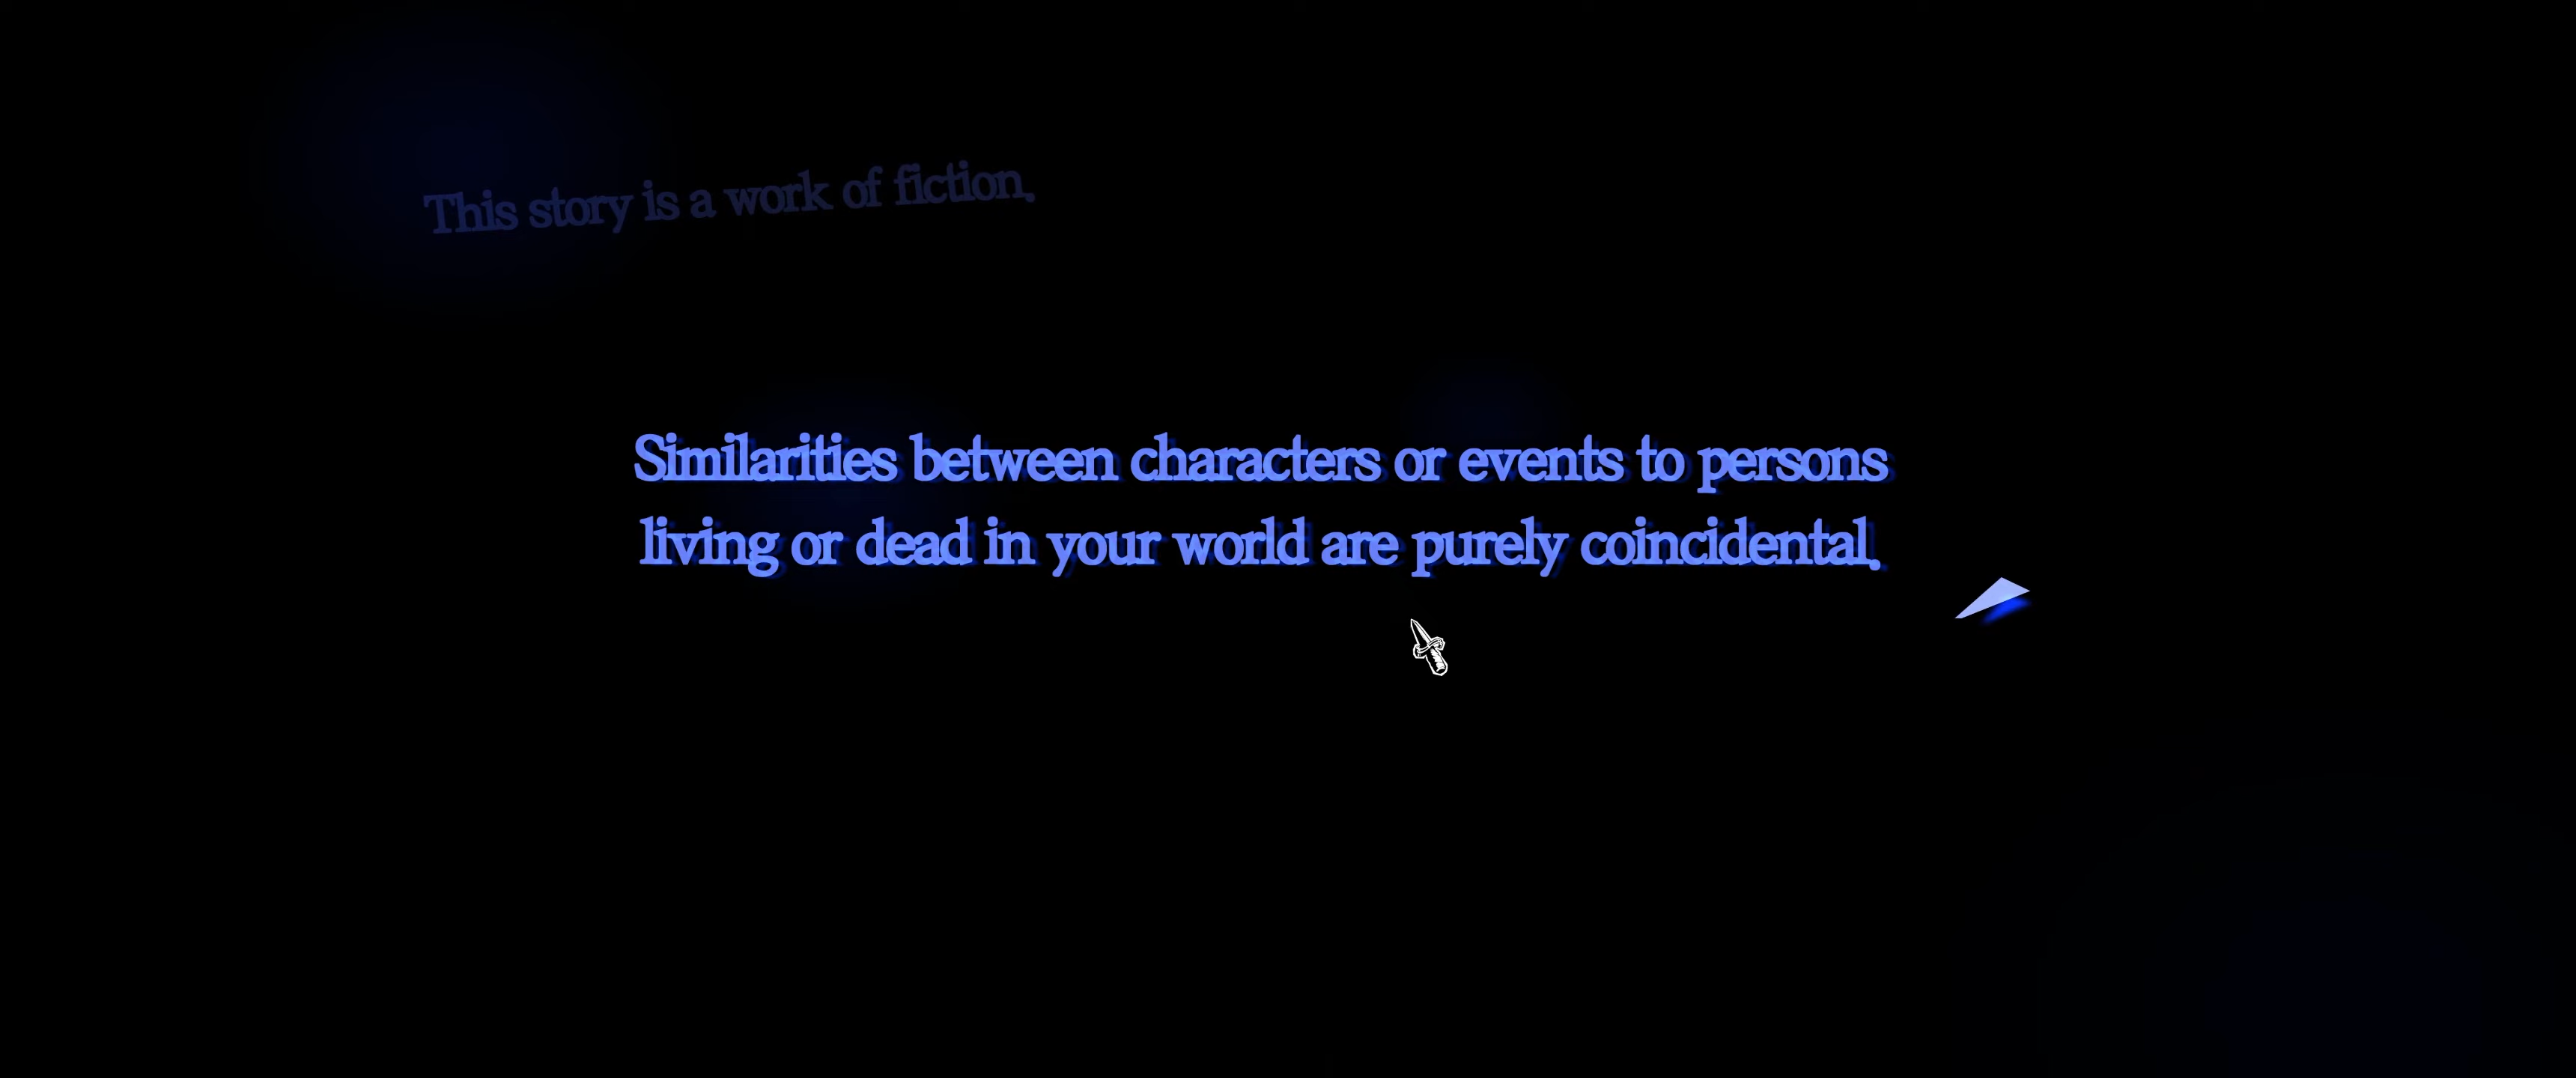 This story is a work of fiction.
Similarities between characters or events to persons
living or dead in your world are purely coincidental.